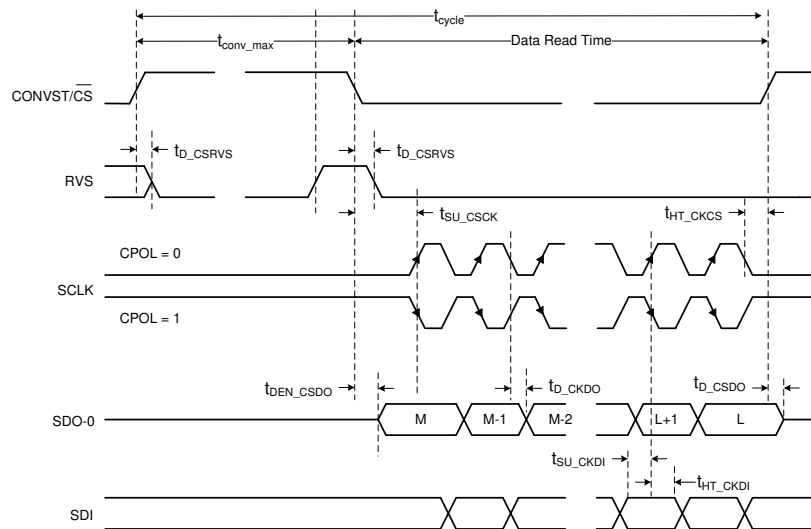 tcycle
tconv_max
Data Read Time
CONVST/CS
tD_CSRVS
tD_CSRVS
RVS
tSU_CSCK
tHT_CKCS
CPOL = 0
SCLK
CPOL = 1
tDEN_CSDO
tD_CKDO
tD_CSDO
SDO-0
M
M-1
M-2
L+1
L
tSU_CKDI
tHT_CKDI
SDI